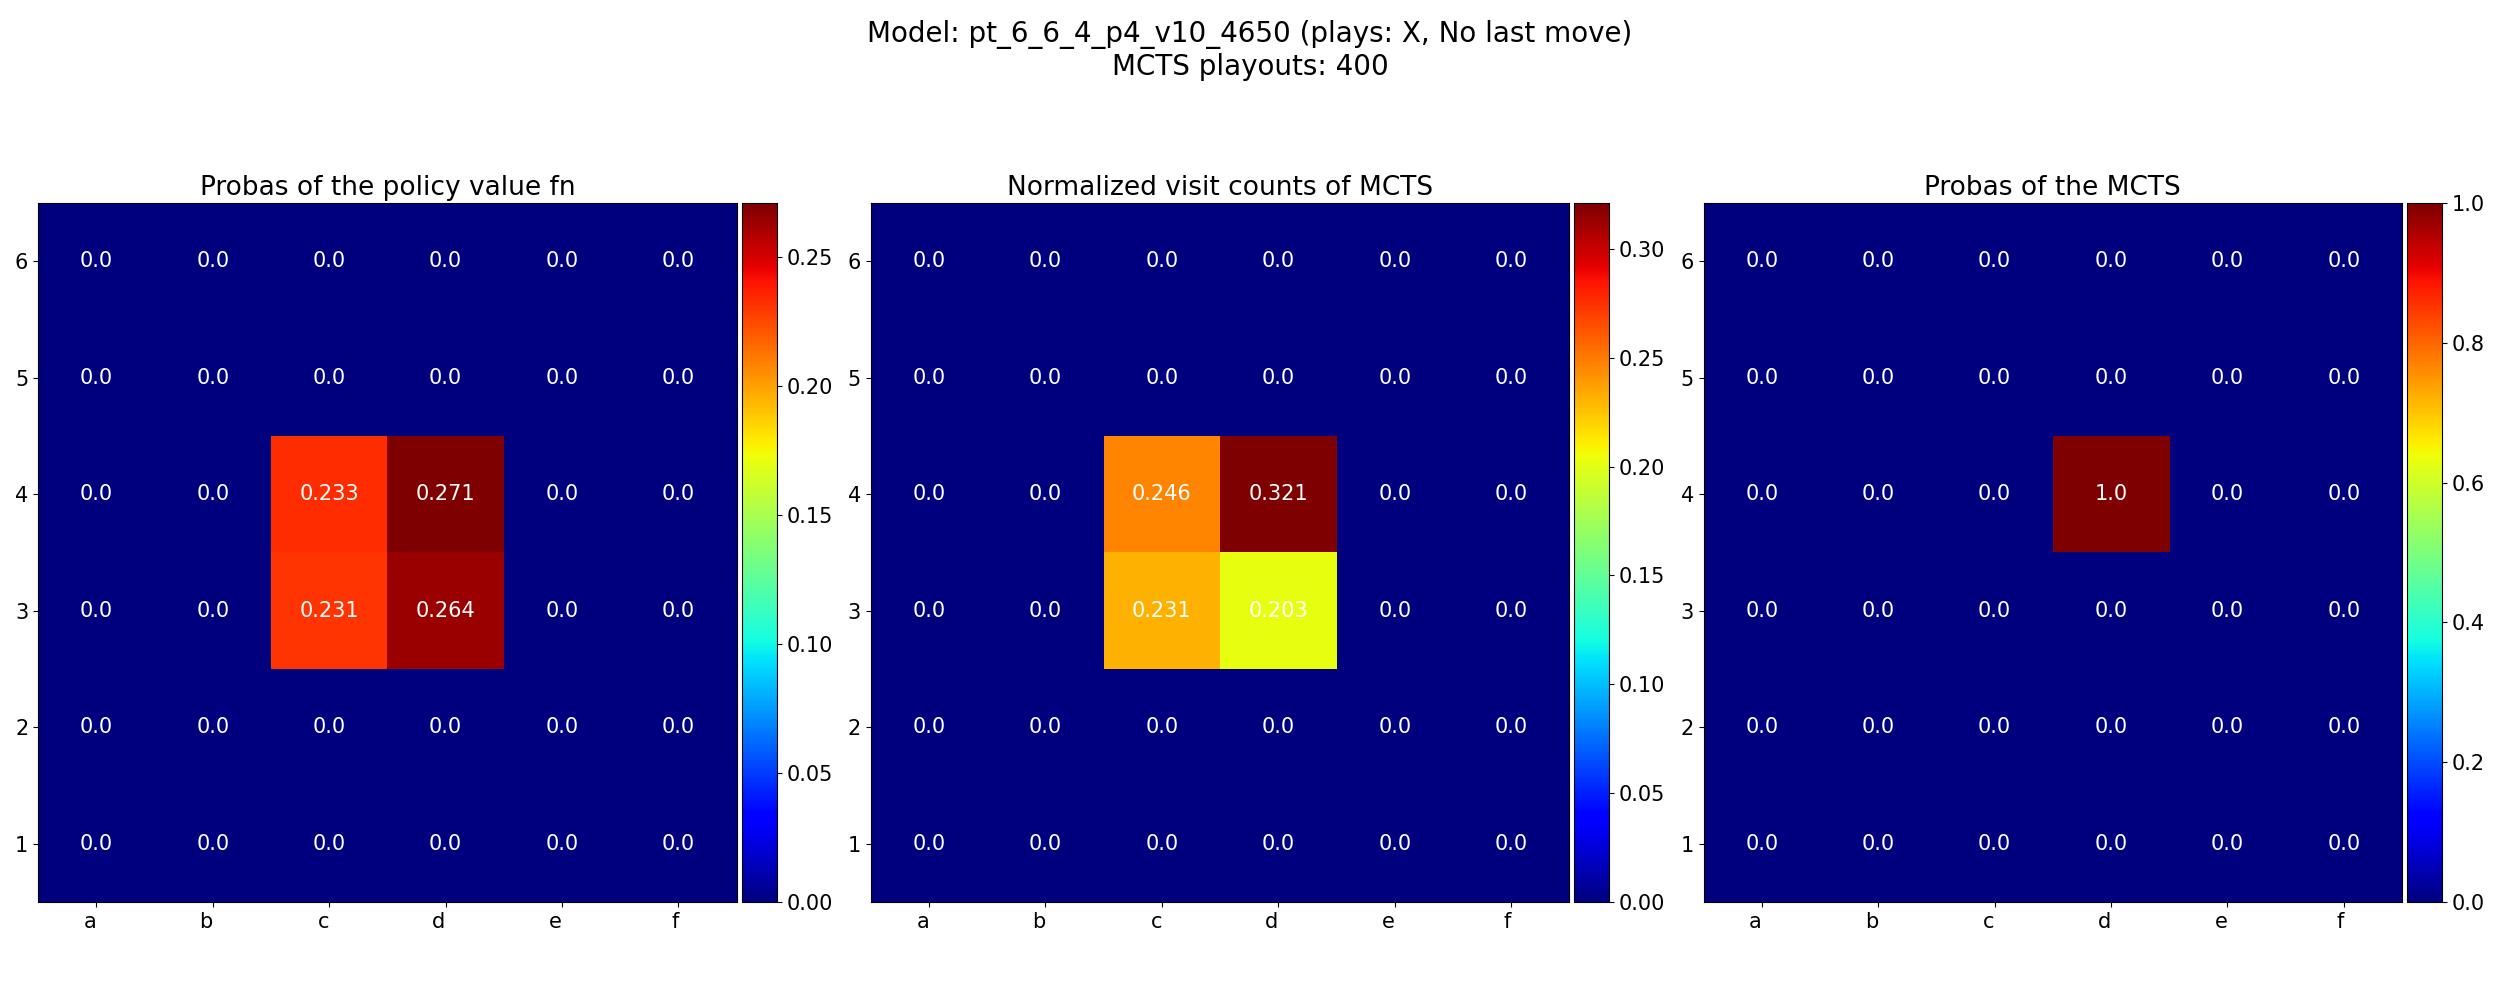 Model: pt_6_6_4_p4_v10_4650 (plays: X, No last move)
MCTS playouts: 400
Probas of the policy value fn
6 0.0 0.0 0.0 0.0 0.0 0.0
5 0.0 0.0 0.0 0.0 0.0 0.0
4 0.0 0.0 0.233 0.271 0.0 0.0
3 0.0 0.0 0.231 0.264 0.0 0.0
2 0.0 0.0 0.0 0.0 0.0 0.0
1 0.0 0.0 0.0 0.0 0.0 0.0
a b c d e f
0.25
0.20
0.15
0.10
0.05
0.00
Normalized visit counts of MCTS
6 0.0 0.0 0.0 0.0 0.0 0.0
5 0.0 0.0 0.0 0.0 0.0 0.0
4 0.0 0.0 0.246 0.321 0.0 0.0
3 0.0 0.0 0.231 0.203 0.0 0.0
2 0.0 0.0 0.0 0.0 0.0 0.0
1 0.0 0.0 0.0 0.0 0.0 0.0
a b c d e f
0.30
0.25
0.20
0.15
0.10
0.05
0.00
Probas of the MCTS
6 0.0 0.0 0.0 0.0 0.0 0.0
5 0.0 0.0 0.0 0.0 0.0 0.0
4 0.0 0.0 0.0 1.0 0.0 0.0
3 0.0 0.0 0.0 0.0 0.0 0.0
2 0.0 0.0 0.0 0.0 0.0 0.0
1 0.0 0.0 0.0 0.0 0.0 0.0
a b c d e f
1.0
0.8
0.6
0.4
0.2
0.0